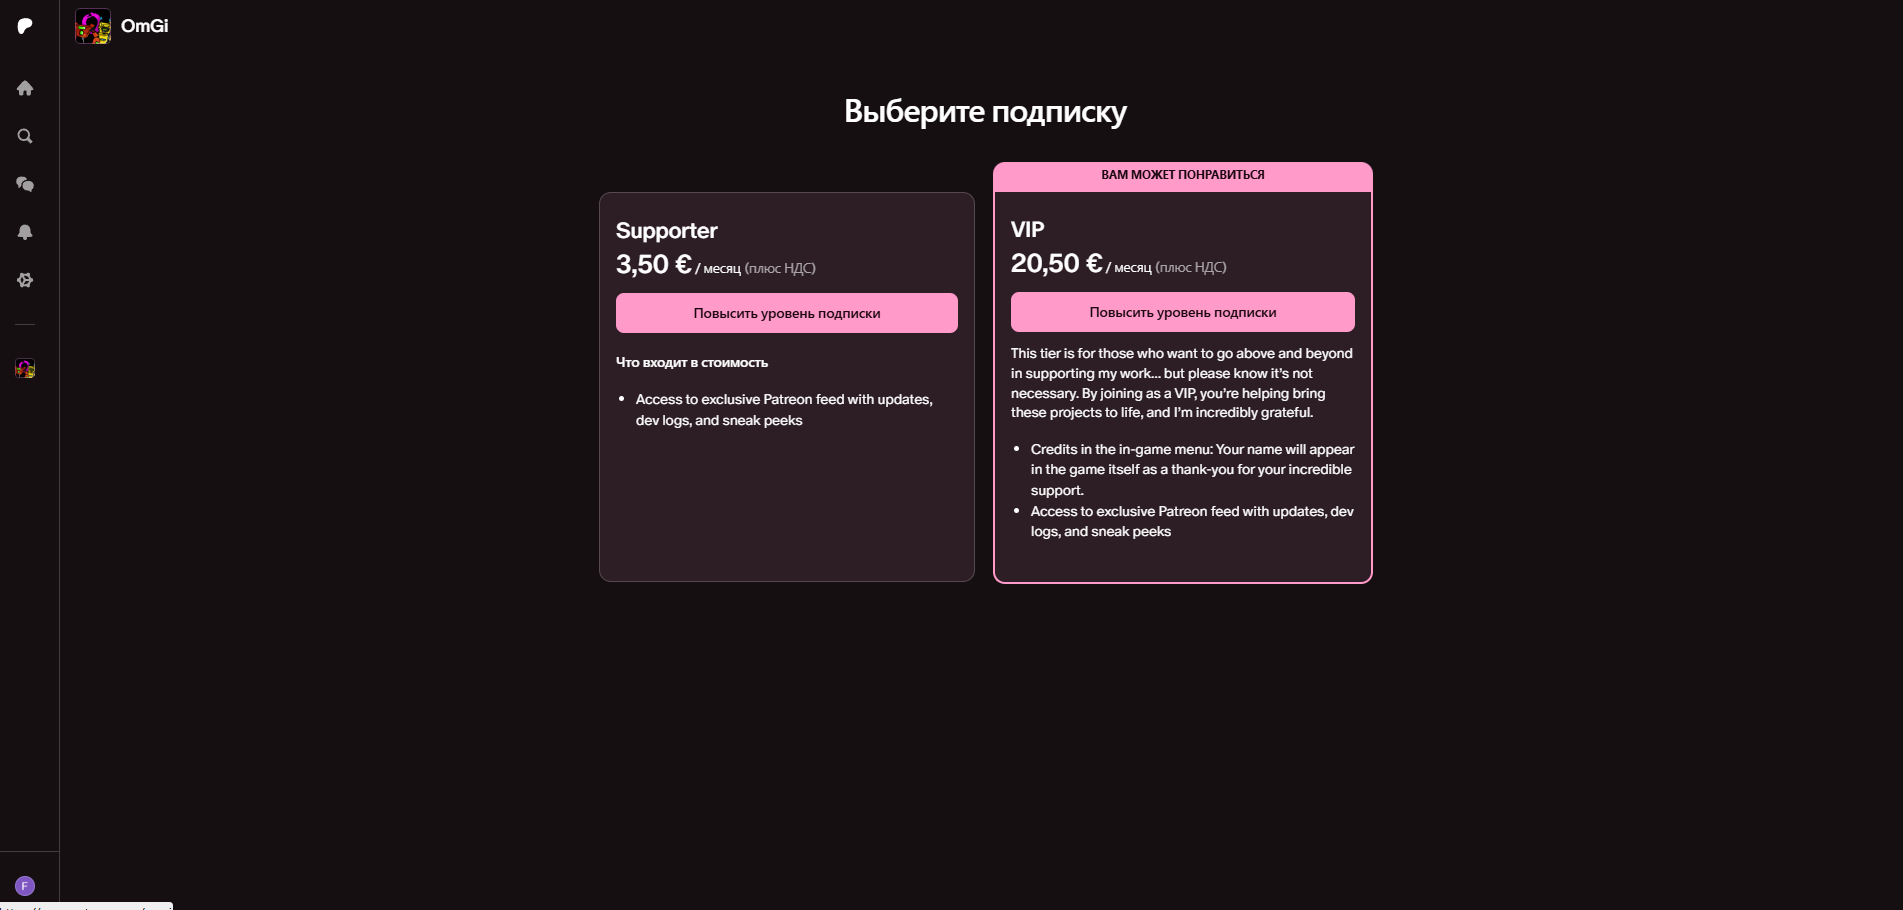 OmGi
Выберите подписку
Supporter
3,50 € / месяц (плюс НДС)
Повысить уровень подписки
Что входит в стоимость
• Access to exclusive Patreon feed with updates,
dev logs, and sneak peeks
ВАМ МОЖЕТ ПОНРАВИТЬСЯ
VIP
20,50 € / месяц (плюс НДС)
Повысить уровень подписки
This tier is for those who want to go above and beyond
in supporting my work... but please know it’s not
necessary. By joining as a VIP, you’re helping bring
these projects to life, and I’m incredibly grateful.
• Credits in the in-game menu: Your name will appear
in the game itself as a thank-you for your incredible
support.
• Access to exclusive Patreon feed with updates, dev
logs, and sneak peeks
F